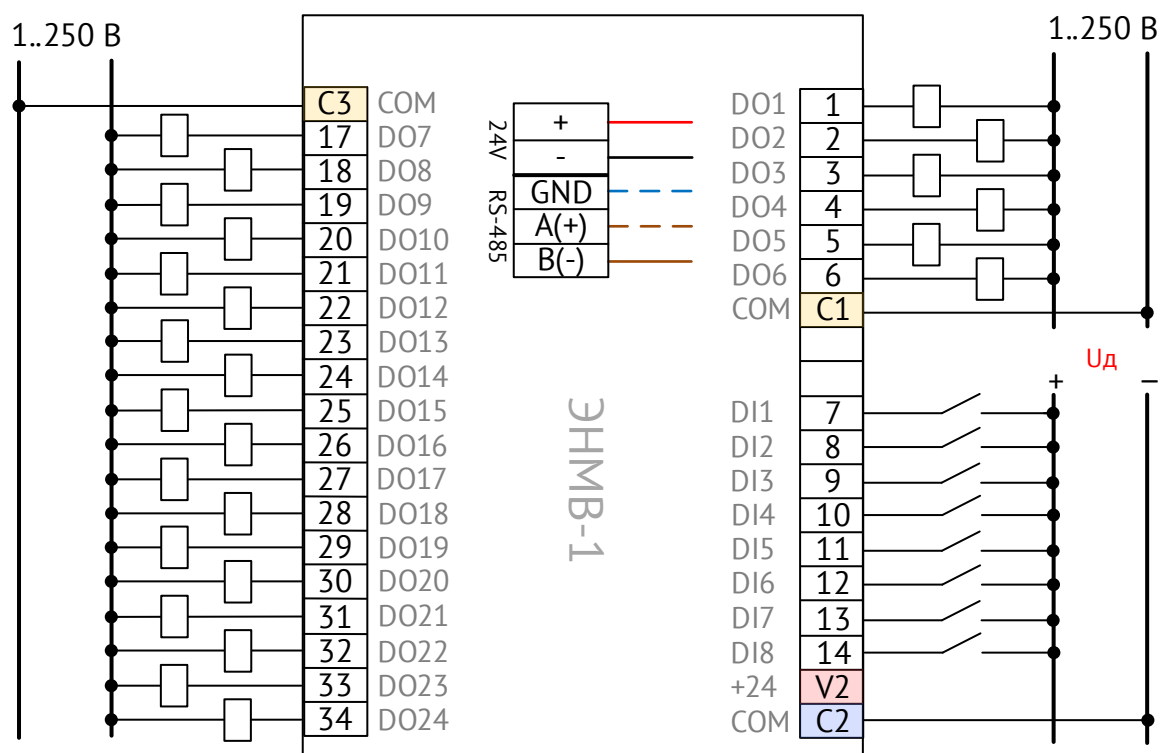 1..250 В
1..250 В
C3 COM
17 DO7
18 DO8
19 DO9
20 DO10
21 DO11
22 DO12
23 DO13
24 DO14
25 DO15
26 DO16
27 DO17
28 DO18
29 DO19
30 DO20
31 DO21
32 DO22
33 DO23
34 DO24
24V
+
-
RS-485
GND
A(+)
B(-)
ЭНМВ-1
DO1 1
DO2 2
DO3 3
DO4 4
DO5 5
DO6 6
COM C1
Uд
+ –
DI1 7
DI2 8
DI3 9
DI4 10
DI5 11
DI6 12
DI7 13
DI8 14
+24 V2
COM C2